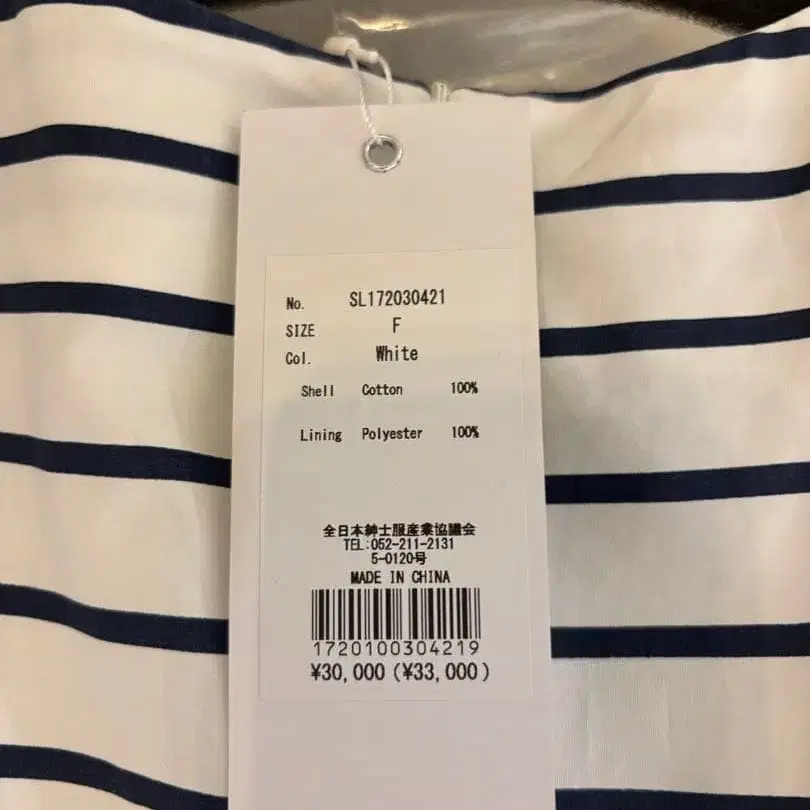 No. SL172030421
SIZE F
Col. White
Shell Cotton 100%
Lining Polyester 100%
全日本紳士服産業協議会
TEL:052-211-2131
5-0120号
MADE IN CHINA
1720100304219
¥30,000 (¥33,000)